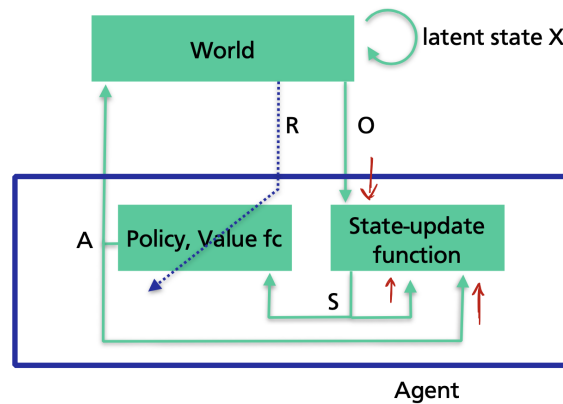 World
latent state X
R
O
A
Policy, Value fc
State-update
function
S
Agent